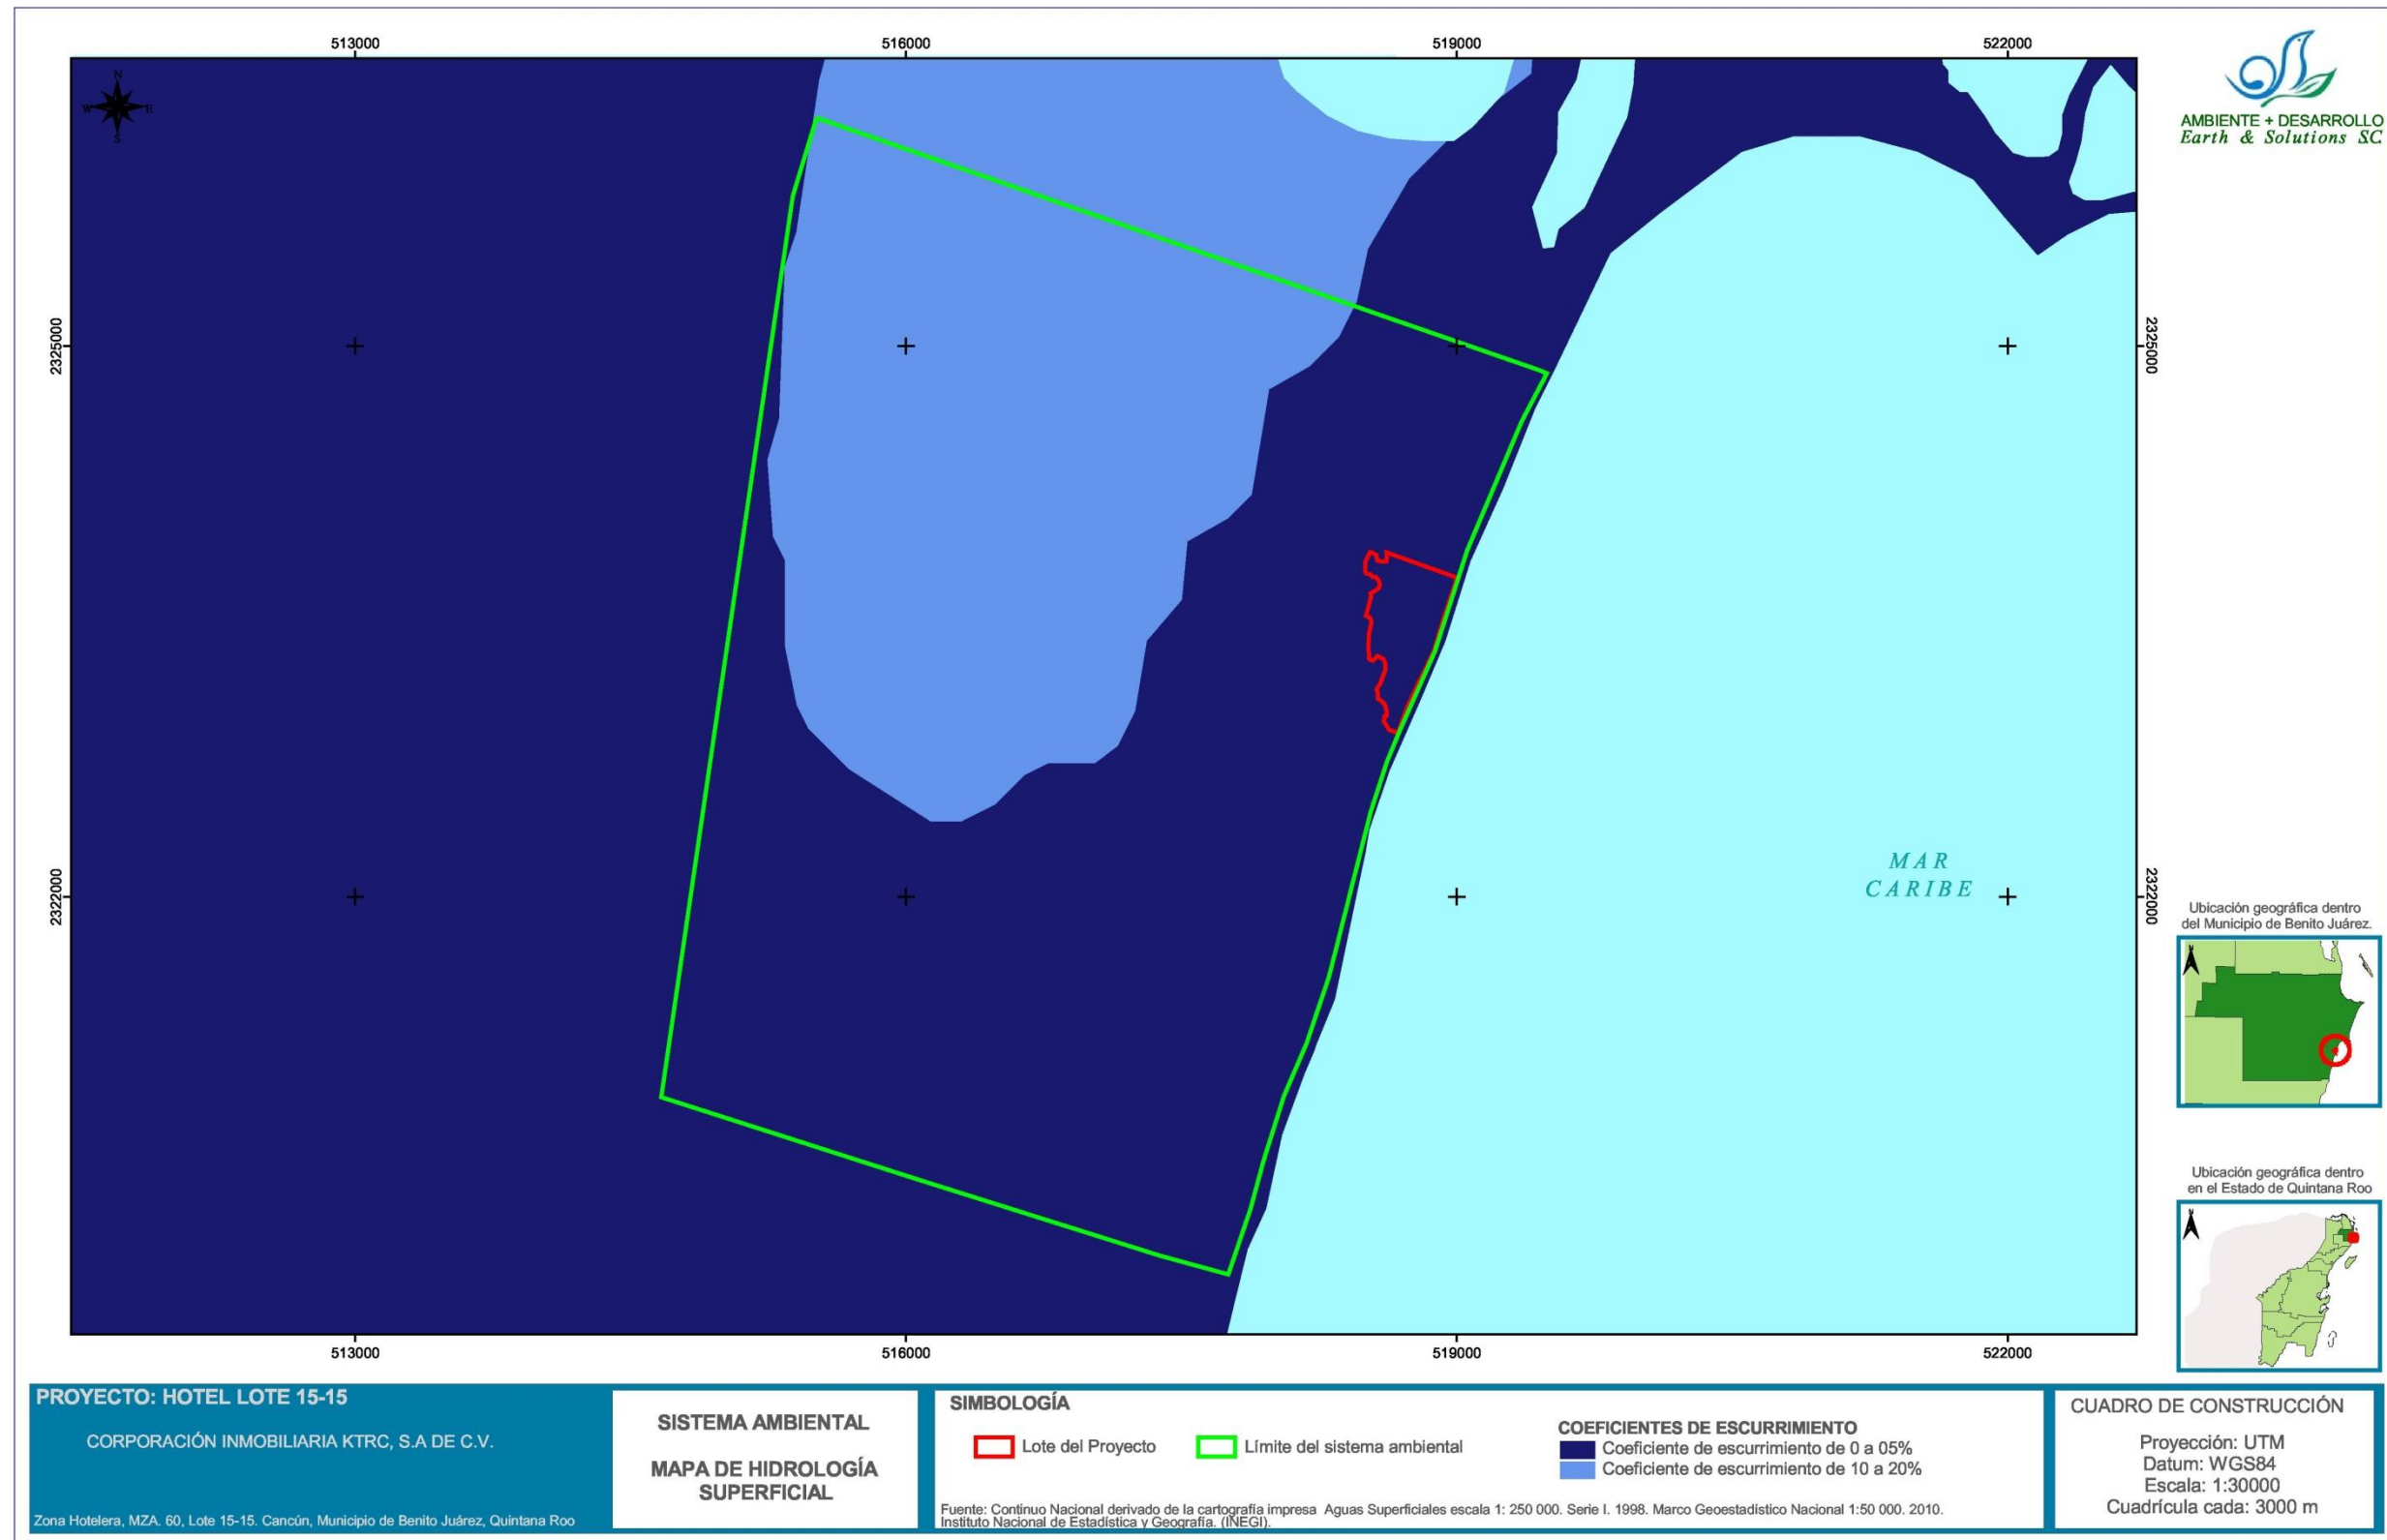 513000
516000
519000
522000
N
W
E
S
AMBIENTE + DESARROLLO
Earth & Solutions SC
2325000
2325000
MAR
CARIBE
2322000
2322000
Ubicación geográfica dentro
del Municipio de Benito Juárez.
Ubicación geográfica dentro
en el Estado de Quintana Roo
513000
516000
519000
522000
PROYECTO: HOTEL LOTE 15-15
CORPORACIÓN INMOBILIARIA KTRC, S.A DE C.V.
Zona Hotelera, MZA. 60, Lote 15-15. Cancún, Municipio de Benito Juárez, Quintana Roo
SISTEMA AMBIENTAL
MAPA DE HIDROLOGÍA
SUPERFICIAL
SIMBOLOGÍA
Lote del Proyecto
Límite del sistema ambiental
COEFICIENTES DE ESCURRIMIENTO
Coeficiente de escurrimiento de 0 a 05%
Coeficiente de escurrimiento de 10 a 20%
Fuente: Continuo Nacional derivado de la cartografía impresa Aguas Superficiales escala 1: 250 000. Serie I. 1998. Marco Geoestadístico Nacional 1:50 000. 2010.
Instituto Nacional de Estadística y Geografía. (INEGI).
CUADRO DE CONSTRUCCIÓN
Proyección: UTM
Datum: WGS84
Escala: 1:30000
Cuadrícula cada: 3000 m